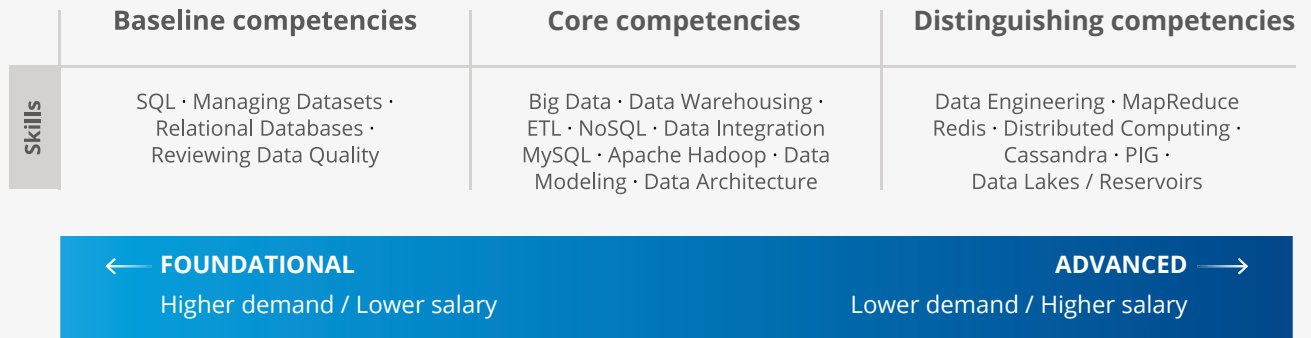 Baseline competencies
Core competencies
Distinguishing competencies
Skills
SQL · Managing Datasets ·
Relational Databases ·
Reviewing Data Quality
Big Data · Data Warehousing ·
ETL · NoSQL · Data Integration
MySQL · Apache Hadoop · Data
Modeling · Data Architecture
Data Engineering · MapReduce
Redis · Distributed Computing ·
Cassandra · PIG ·
Data Lakes / Reservoirs
FOUNDATIONAL
Higher demand / Lower salary
ADVANCED
Lower demand / Higher salary